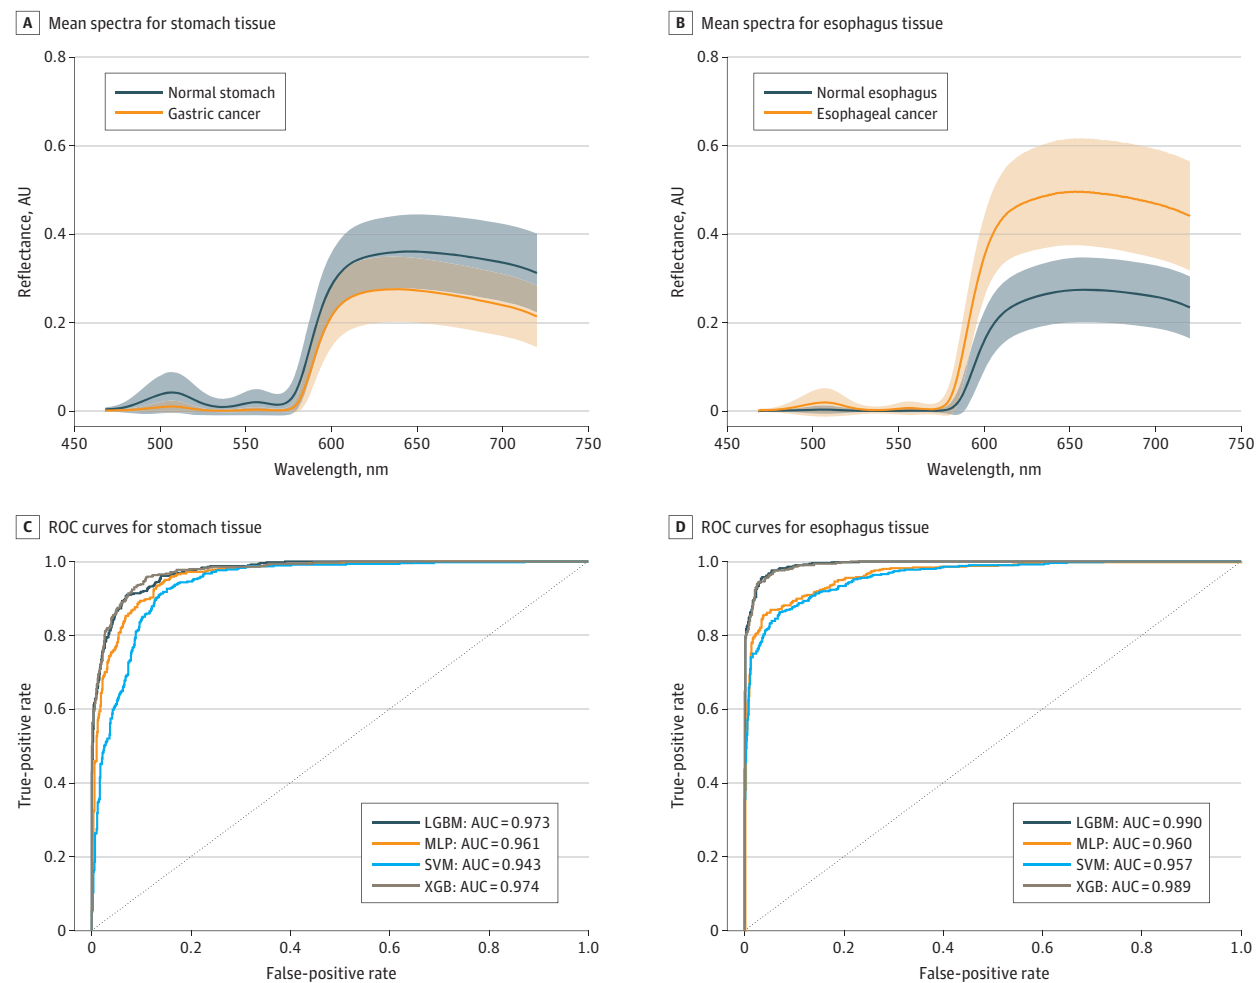 A Mean spectra for stomach tissue
0.8
0.6
0.4
0.2
0
Reflectance, AU
Normal stomach
Gastric cancer
450 500 550 600 650 700 750
Wavelength, nm
B Mean spectra for esophagus tissue
0.8
0.6
0.4
0.2
0
Reflectance, AU
Normal esophagus
Esophageal cancer
450 500 550 600 650 700 750
Wavelength, nm
C ROC curves for stomach tissue
1.0
0.8
0.6
0.4
0.2
0
True-positive rate
LGBM: AUC = 0.973
MLP: AUC = 0.961
SVM: AUC = 0.943
XGB: AUC = 0.974
0 0.2 0.4 0.6 0.8 1.0
False-positive rate
D ROC curves for esophagus tissue
1.0
0.8
0.6
0.4
0.2
0
True-positive rate
LGBM: AUC = 0.990
MLP: AUC = 0.960
SVM: AUC = 0.957
XGB: AUC = 0.989
0 0.2 0.4 0.6 0.8 1.0
False-positive rate